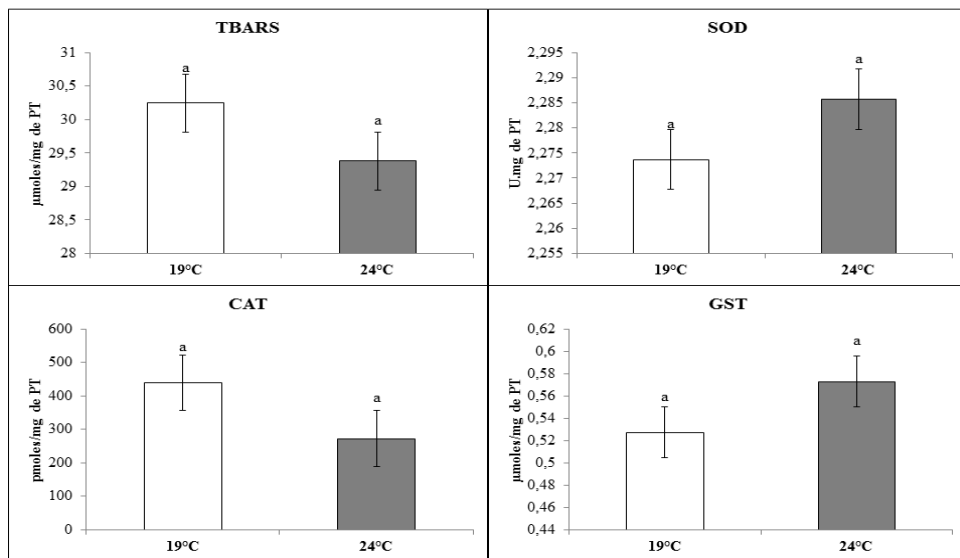 TBARS
µmoles/mg de PT
31
30,5
30
29,5
29
28,5
28
a
a
19°C
24°C
SOD
U.mg de PT
2,295
2,29
2,285
2,28
2,275
2,27
2,265
2,26
2,255
a
a
19°C
24°C
CAT
pmoles/mg de PT
600
500
400
300
200
100
0
a
a
19°C
24°C
GST
µmoles/mg de PT
0,62
0,6
0,58
0,56
0,54
0,52
0,5
0,48
0,46
0,44
a
a
19°C
24°C